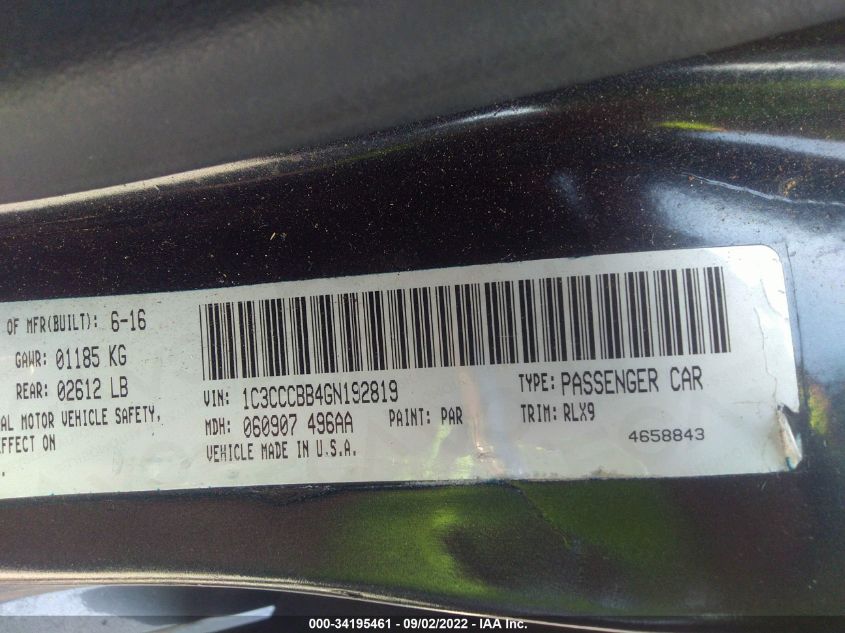 OF MFR(BUILT): 6-16
GAWR: 01185 KG
REAR: 02612 LB
AL MOTOR VEHICLE SAFETY,
EFFECT ON
VIN: 1C3CCCBB4GN192819
TYPE: PASSENGER CAR
MDH: 060907 496AA
PAINT: PAR
TRIM: RLX9
VEHICLE MADE IN U.S.A.
4658843
000-34195461 - 09/02/2022 - IAA Inc.